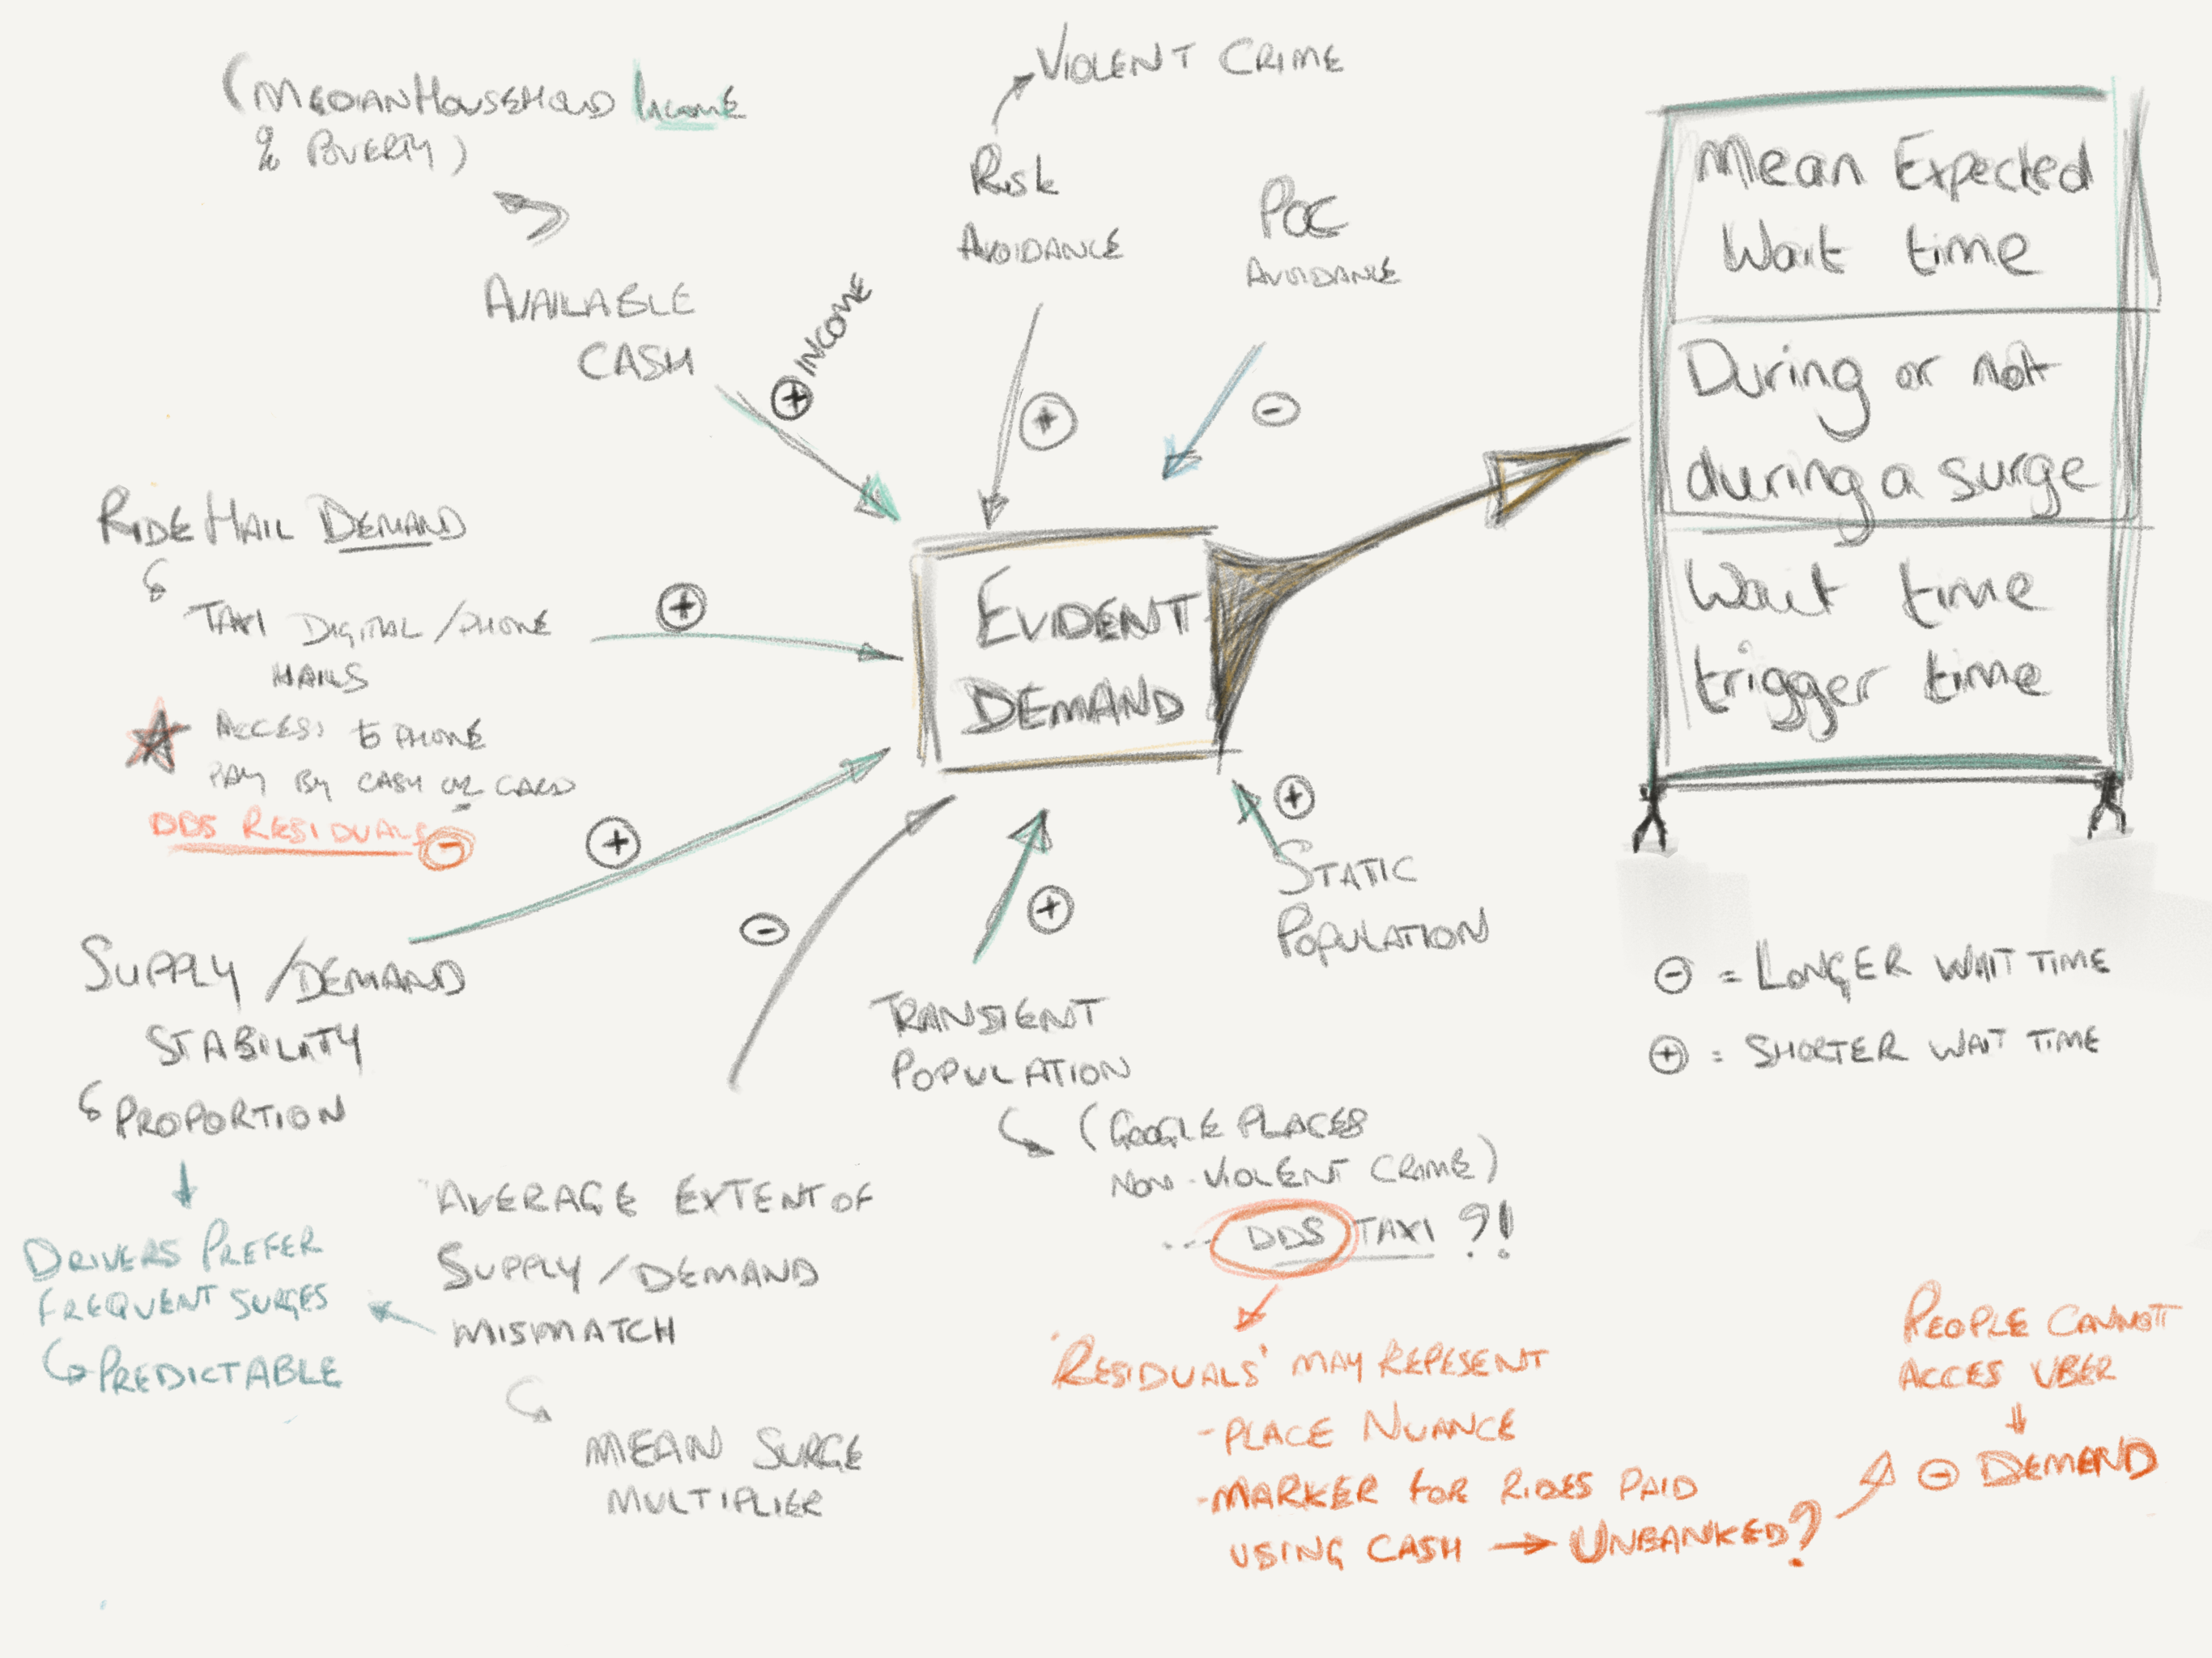 (MEDIAN HOUSEHOLD INCOME
& POVERTY)
AVAILABLE
CASH
+ INCOME
VIOLENT CRIME
RISK
AVOIDANCE
+
POC
AVOIDANCE
-
Mean Expected
Wait time
During or not
during a surge
Wait time
trigger time
RIDE HAIL DEMAND
&
TAXI DIGITAL/PHONE
HAILS
ACCESS to PHONE
PAY BY CASH OR CARD
DDS RESIDUALS -
+
EVIDENT
DEMAND
+
SUPPLY/DEMAND
STABILITY
& PROPORTION
DRIVERS PREFER
FREQUENT SURGES
PREDICTABLE
-
AVERAGE EXTENT OF
SUPPLY/DEMAND
MISMATCH
MEAN SURGE
MULTIPLIER
+
TRANSIENT
POPULATION
(GOOGLE PLACES
NON-VIOLENT CRIME)
... DDS TAXI ?!
+
STATIC
POPULATION
'RESIDUALS' MAY REPESENT
- PLACE NUANCE
- MARKER FOR RIDES PAID
USING CASH → UNBANKED?
PEOPLE CANNOT
ACCES UBER
- DEMAND
- = LONGER WAIT TIME
+ = SHORTER WAIT TIME